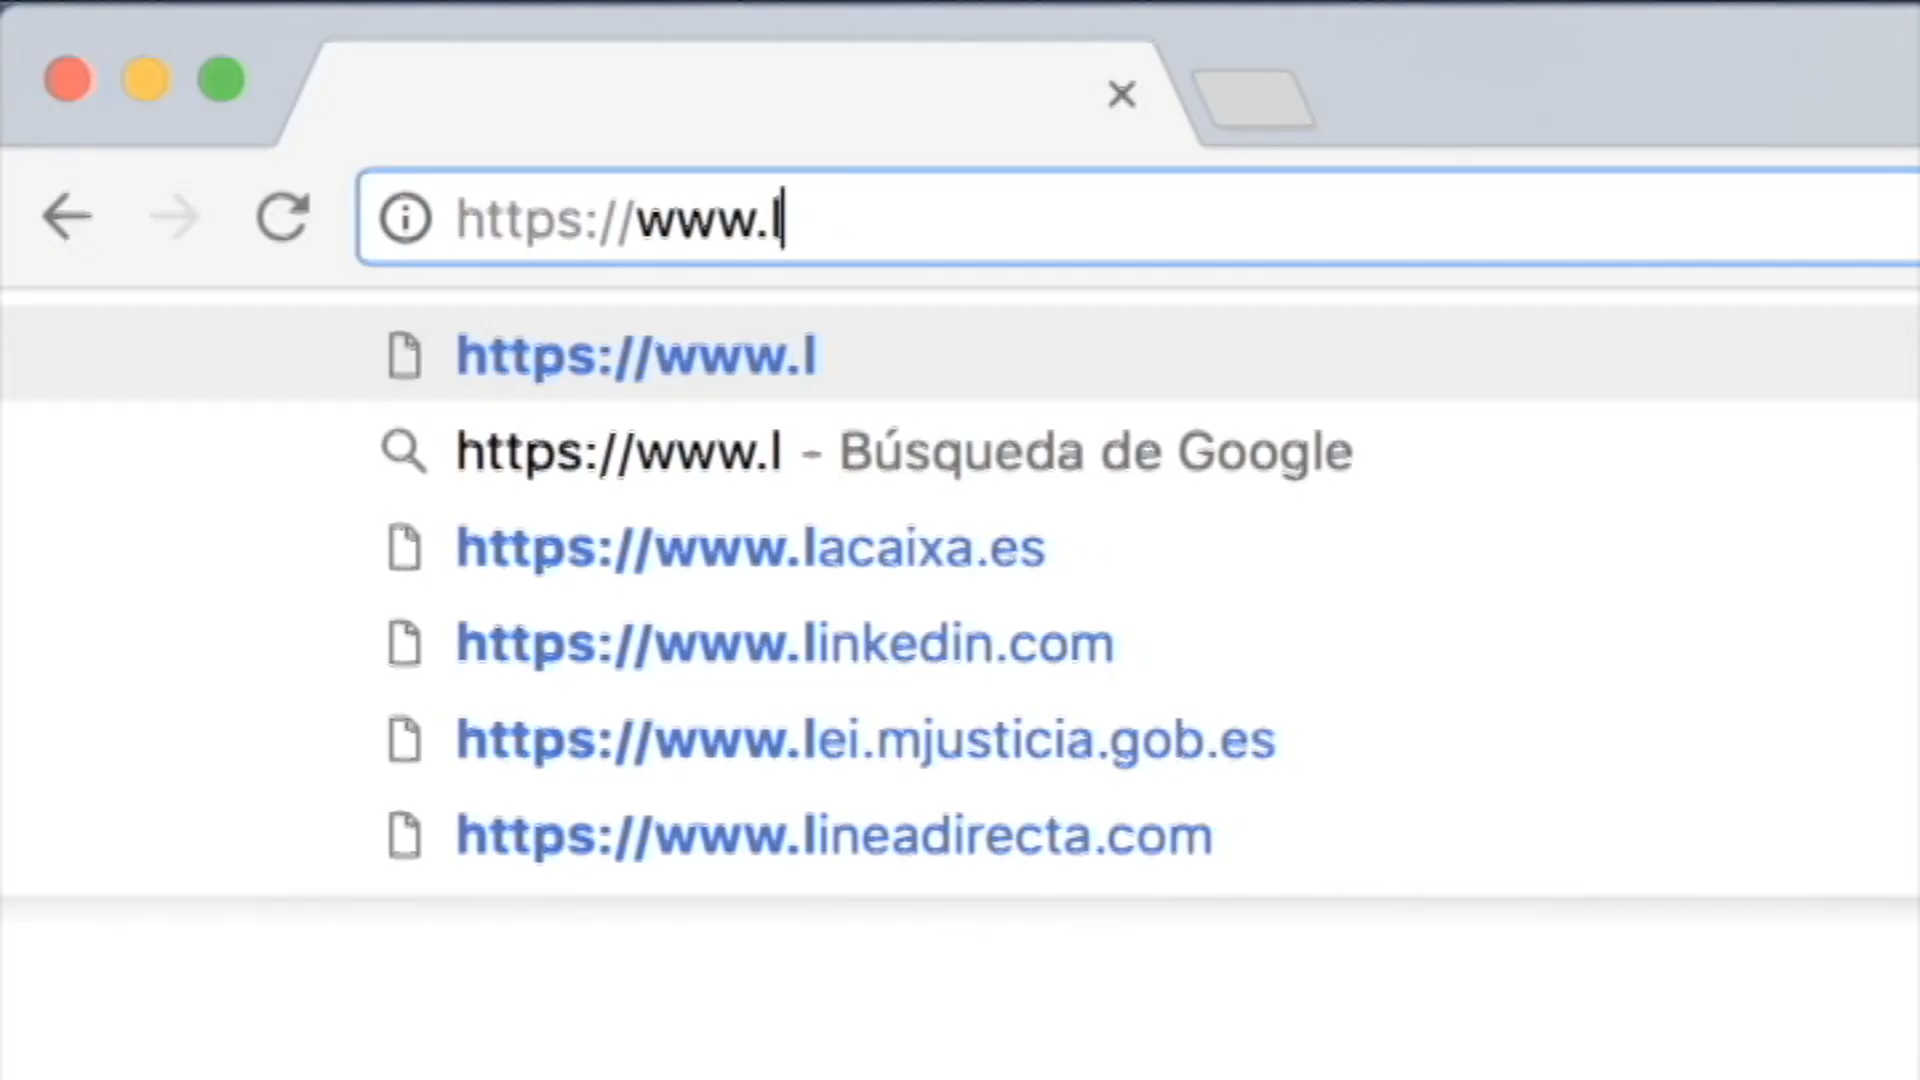 https://www.l
https://www.l
https://www.l - Búsqueda de Google
https://www.lacaixa.es
https://www.linkedin.com
https://www.lei.mjusticia.gob.es
https://www.lineadirecta.com